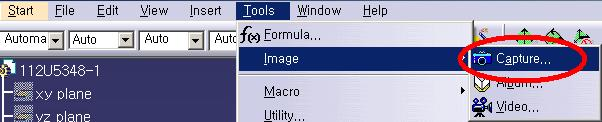 Start File Edit View Insert Tools Window Help
Automa Auto Auto Aut
f(x) Formula...
Image
Macro
Utility...
Capture...
Album...
Video...
112U5348-1
xy plane
yz plane